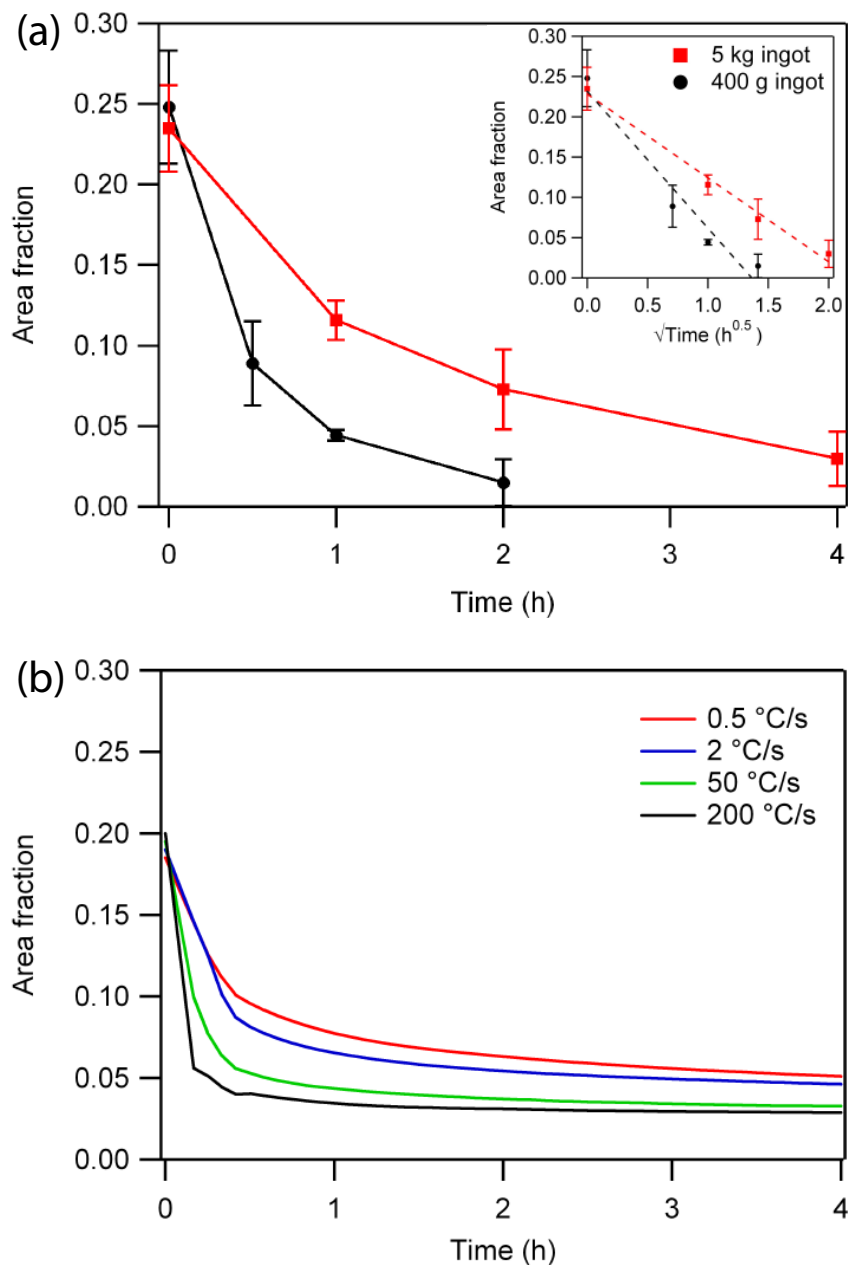 (a)
0.30
0.25
0.20
0.15
0.10
0.05
0.00
Area fraction
0
1
2
3
4
Time (h)
0.30
0.25
0.20
0.15
0.10
0.05
0.00
Area fraction
5 kg ingot
400 g ingot
0.0
0.5
1.0
1.5
2.0
√Time (h^0.5 )
(b)
0.30
0.25
0.20
0.15
0.10
0.05
0.00
Area fraction
0.5 °C/s
2 °C/s
50 °C/s
200 °C/s
0
1
2
3
4
Time (h)